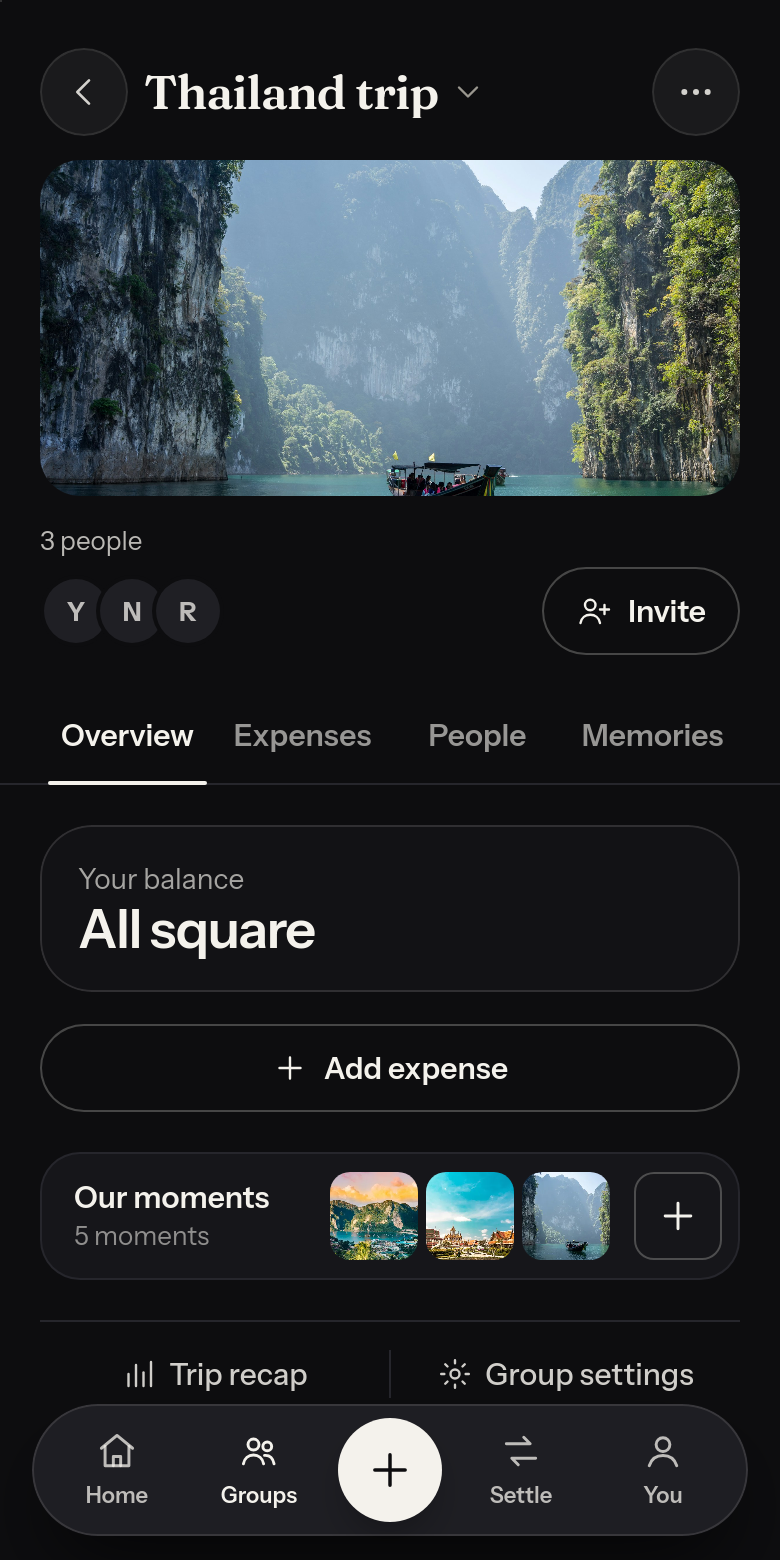 Thailand trip
3 people
Y N R
Invite
Overview Expenses People Memories
Your balance
All square
Add expense
Our moments
5 moments
Trip recap Group settings
Home Groups Settle You